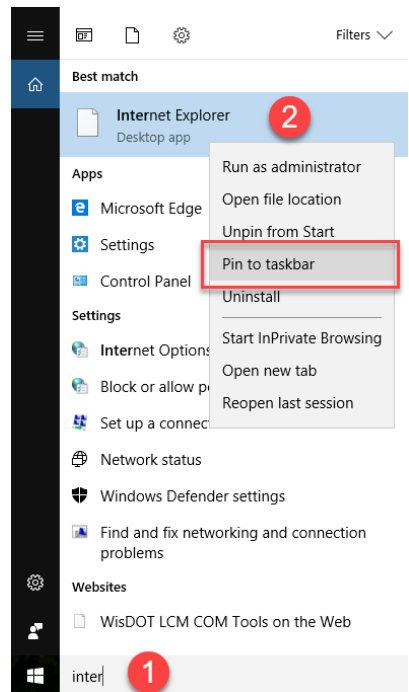 Filters
Best match
Internet Explorer
2
Desktop app
Run as administrator
Apps
Open file location
Microsoft Edge
Unpin from Start
Settings
Pin to taskbar
Control Panel
Uninstall
Settings
Start InPrivate Browsing
Internet Options
Open new tab
Block or allow p
Reopen last session
Set up a connec
Network status
Windows Defender settings
Find and fix networking and connection
problems
Websites
WisDOT LCM COM Tools on the Web
inter
1